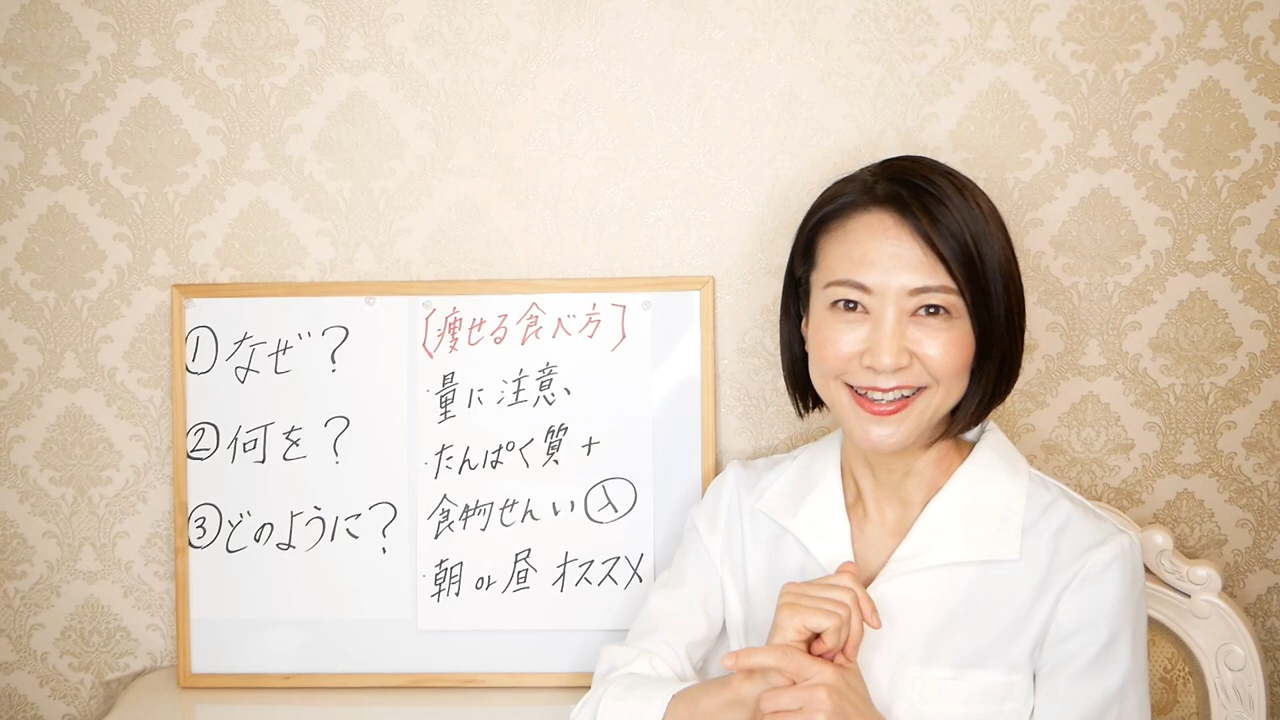 ①なぜ?
②何を?
③どのように?
〔痩せる食べ方〕
・量に注意、
・たんぱく質+
食物せんい㊅
・朝or昼 オススメ